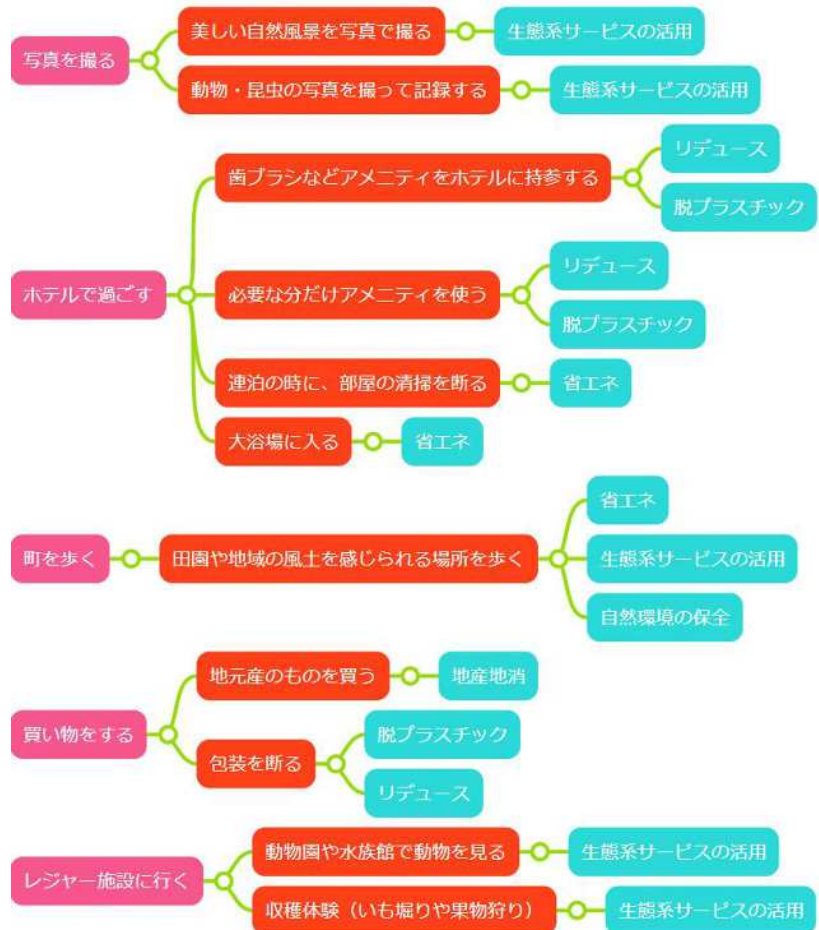 写真を撮る
美しい自然風景を写真で撮る
生態系サービスの活用
動物・昆虫の写真を撮って記録する
生態系サービスの活用
ホテルで過ごす
歯ブラシなどアメニティをホテルに持参する
リデュース
脱プラスチック
必要な分だけアメニティを使う
リデュース
脱プラスチック
連泊の時に、部屋の清掃を断る
省エネ
大浴場に入る
省エネ
町を歩く
田園や地域の風土を感じられる場所を歩く
省エネ
生態系サービスの活用
自然環境の保全
買い物をする
地元産のものを買う
地産地消
包装を断る
脱プラスチック
リデュース
レジャー施設に行く
動物園や水族館で動物を見る
生態系サービスの活用
収穫体験（いも堀りや果物狩り）
生態系サービスの活用